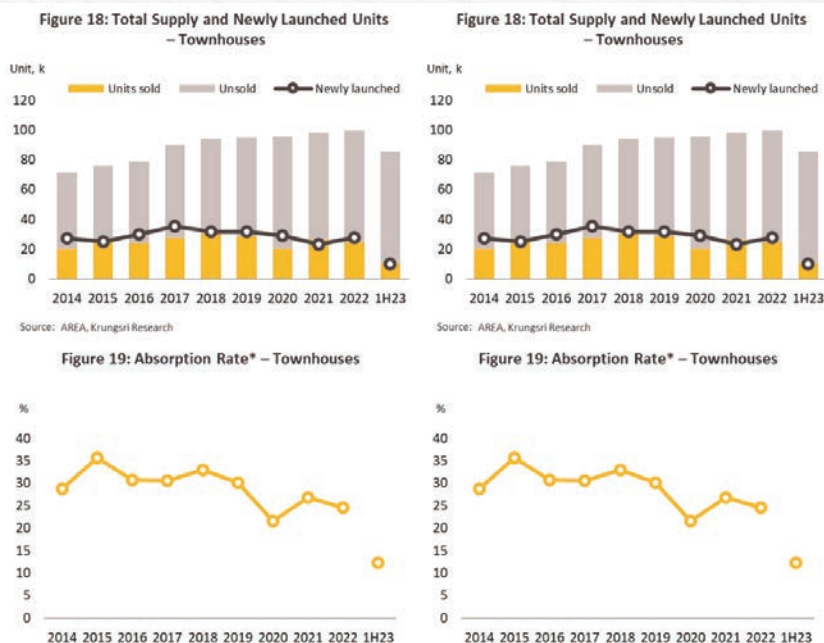 Figure 18: Total Supply and Newly Launched Units
– Townhouses
Unit, k
Units sold
Unsold
Newly launched
120
100
80
60
40
20
0
2014 2015 2016 2017 2018 2019 2020 2021 2022 1H23
Source: AREA, Krungsri Research
Figure 18: Total Supply and Newly Launched Units
– Townhouses
Unit, k
Units sold
Unsold
Newly launched
120
100
80
60
40
20
0
2014 2015 2016 2017 2018 2019 2020 2021 2022 1H23
Source: AREA, Krungsri Research
Figure 19: Absorption Rate* – Townhouses
%
40
35
30
25
20
15
10
5
0
2014 2015 2016 2017 2018 2019 2020 2021 2022 1H23
Figure 19: Absorption Rate* – Townhouses
%
40
35
30
25
20
15
10
5
0
2014 2015 2016 2017 2018 2019 2020 2021 2022 1H23